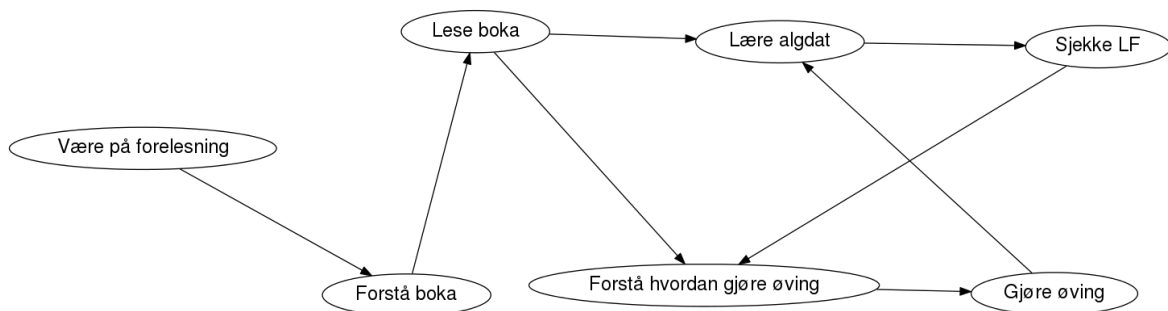 Lese boka
Lære algdat
Sjekke LF
Være på forelesning
Forstå boka
Forstå hvordan gjøre øving
Gjøre øving